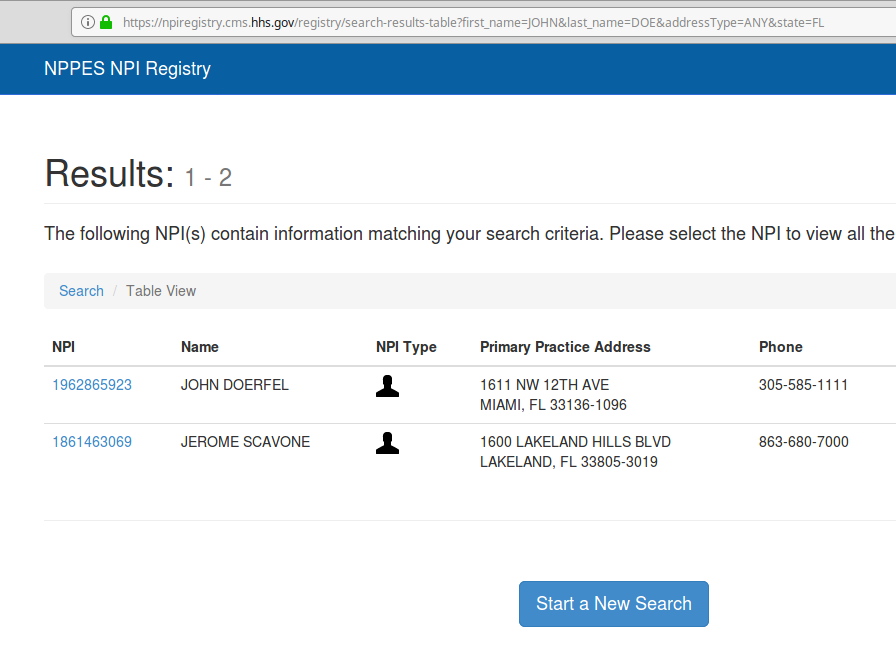 https://npiregistry.cms.hhs.gov/registry/search-results-table?first_name=JOHN&last_name=DOE&addressType=ANY&state=FL
NPPES NPI Registry
Results: 1 - 2
The following NPI(s) contain information matching your search criteria. Please select the NPI to view all the
Search / Table View
NPI Name NPI Type Primary Practice Address Phone
1962865923 JOHN DOERFEL 1611 NW 12TH AVE 305-585-1111
MIAMI, FL 33136-1096
1861463069 JEROME SCAVONE 1600 LAKELAND HILLS BLVD 863-680-7000
LAKELAND, FL 33805-3019
Start a New Search